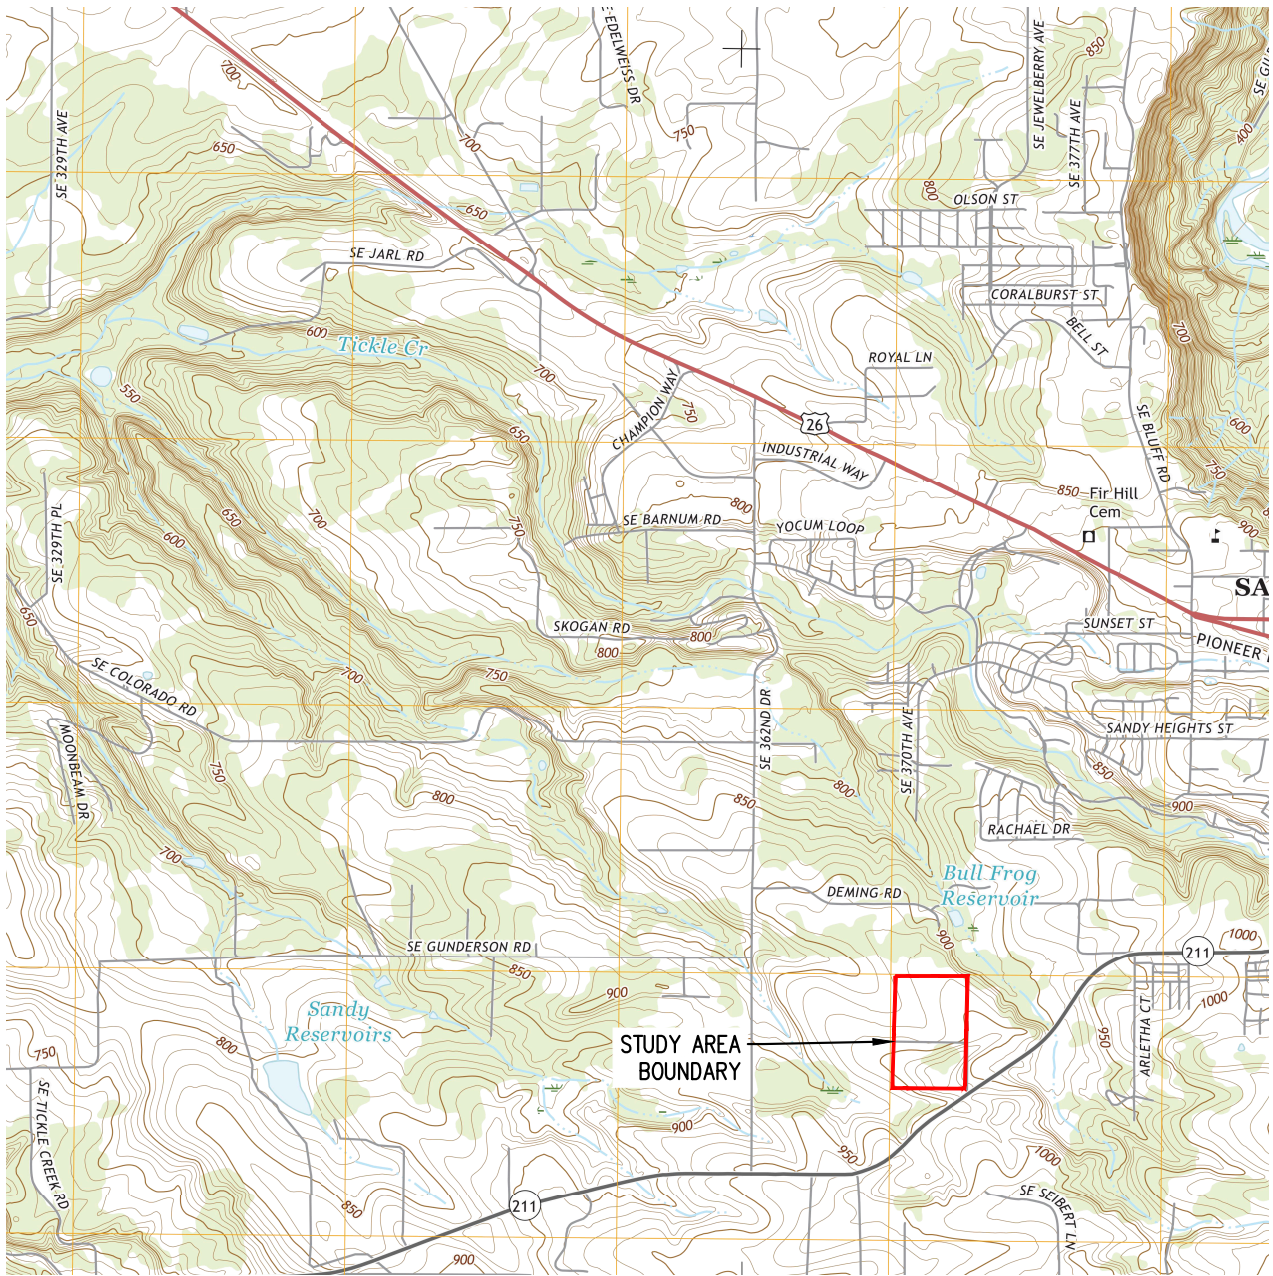 SE EDELWEISS DR
SE JEWELBERRY AVE
850
SE 377TH AVE
700
SE 329TH AVE
650
700
750
400
800
OLSON ST
650
SE JARL RD
CORALBURST ST
BELL ST
700
600
Tickle Cr
ROYAL LN
700
550
CHAMPION WAY
750
26
SE BLUFF RD
600
650
INDUSTRIAL WAY
750
850
Fir Hill
Cem
800
SE BARNUM RD
YOCUM LOOP
650
700
750
900
600
SE 329TH PL
SA
650
SKOGAN RD
800
800
SUNSET ST
PIONEER
SE COLORADO RD
700
750
SE 362ND DR
SE 370TH AVE
SANDY HEIGHTS ST
MOONBEAM DR
750
800
850
800
850
900
RACHAEL DR
700
Bull Frog
Reservoir
DEMING RD
SE GUNDERSON RD
900
211
1000
850
900
1000
Sandy
Reservoirs
STUDY AREA
BOUNDARY
950
ARLETHA CT
750
800
SE TICKLE CREEK RD
900
950
1000
SE SEIBERT LN
211
850
900